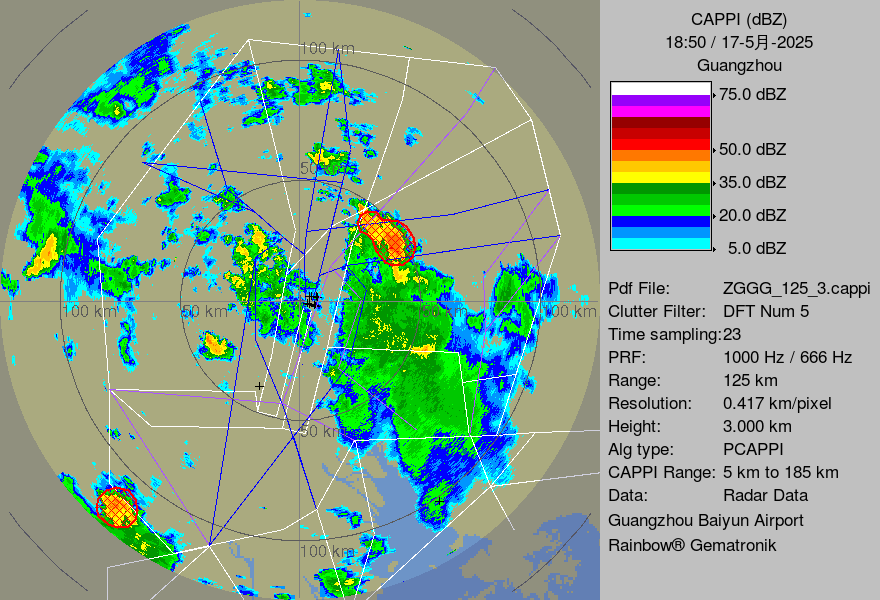 CAPPI (dBZ)
18:50 / 17-5月-2025
Guangzhou
75.0 dBZ
50.0 dBZ
35.0 dBZ
20.0 dBZ
5.0 dBZ
Pdf File: ZGGG_125_3.cappi
Clutter Filter: DFT Num 5
Time sampling:23
PRF: 1000 Hz / 666 Hz
Range: 125 km
Resolution: 0.417 km/pixel
Height: 3.000 km
Alg type: PCAPPI
CAPPI Range: 5 km to 185 km
Data: Radar Data
Guangzhou Baiyun Airport
Rainbow® Gematronik
100 km
50 km
100 km
50 km
100 km
50 km
100 km